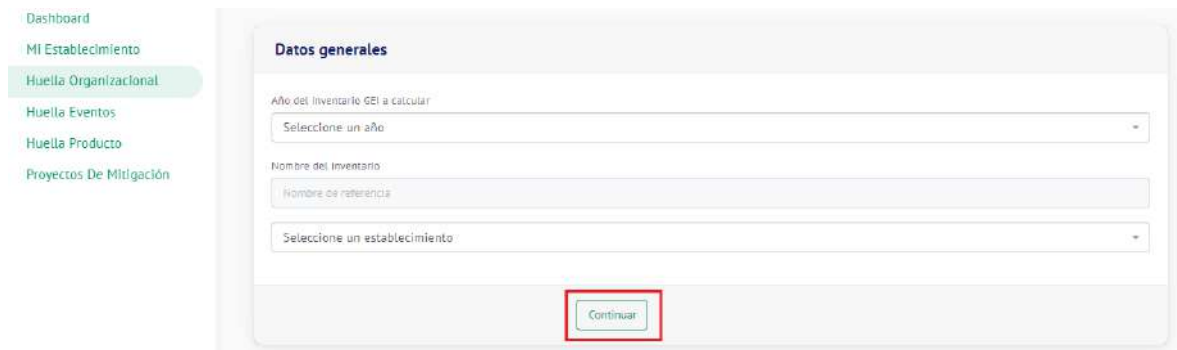 Dashboard
Mi Establecimiento
Huella Organizacional
Huella Eventos
Huella Producto
Proyectos De Mitigación
Datos generales
Año del Inventario GEI a calcular
Seleccione un año
Nombre del Inventario
Nombre de referencia
Seleccione un establecimiento
Continuar